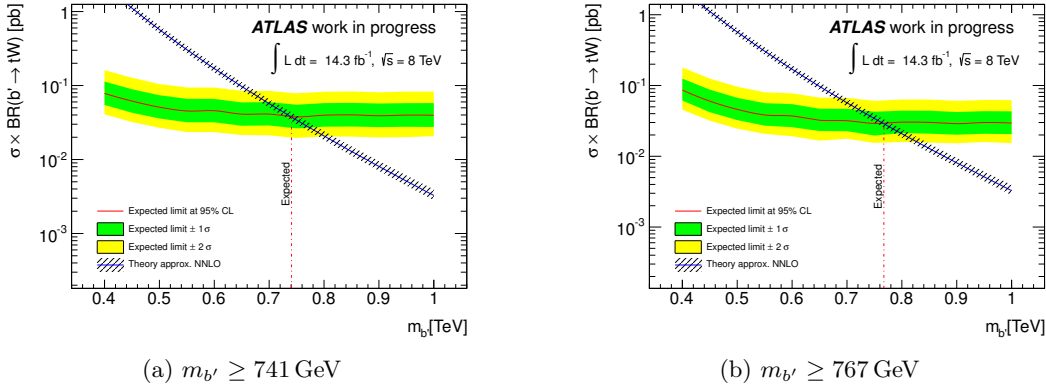 σ × BR(b' → tW) [pb]
1
10⁻¹
10⁻²
10⁻³
ATLAS work in progress
∫ L dt = 14.3 fb⁻¹, √s = 8 TeV
Expected
Expected limit at 95% CL
Expected limit ± 1σ
Expected limit ± 2 σ
Theory approx. NNLO
0.4 0.5 0.6 0.7 0.8 0.9 1
m_b'[TeV]
(a) m_b′ ≥ 741 GeV
σ × BR(b' → tW) [pb]
1
10⁻¹
10⁻²
10⁻³
ATLAS work in progress
∫ L dt = 14.3 fb⁻¹, √s = 8 TeV
Expected
Expected limit at 95% CL
Expected limit ± 1σ
Expected limit ± 2 σ
Theory approx. NNLO
0.4 0.5 0.6 0.7 0.8 0.9 1
m_b'[TeV]
(b) m_b′ ≥ 767 GeV